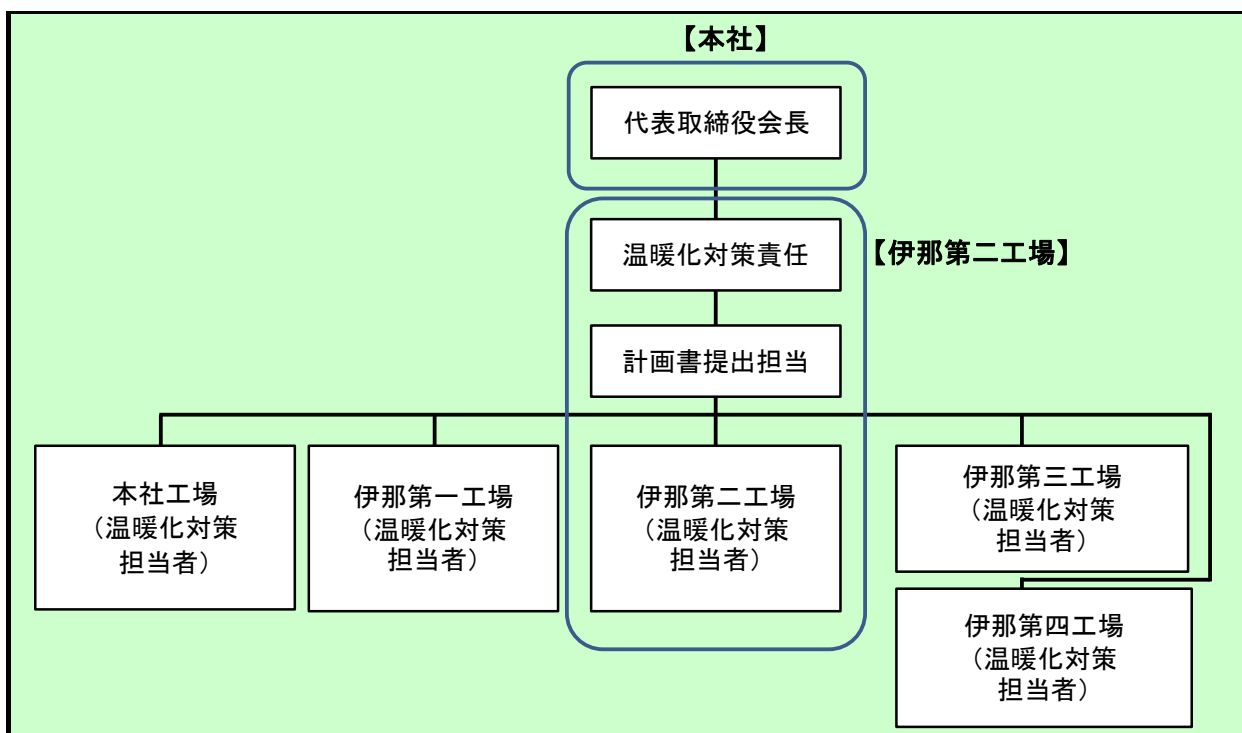 【本社】
代表取締役会長
温暖化対策責任
【伊那第二工場】
計画書提出担当
本社工場
（温暖化対策
担当者）
伊那第一工場
（温暖化対策
担当者）
伊那第二工場
（温暖化対策
担当者）
伊那第三工場
（温暖化対策
担当者）
伊那第四工場
（温暖化対策
担当者）